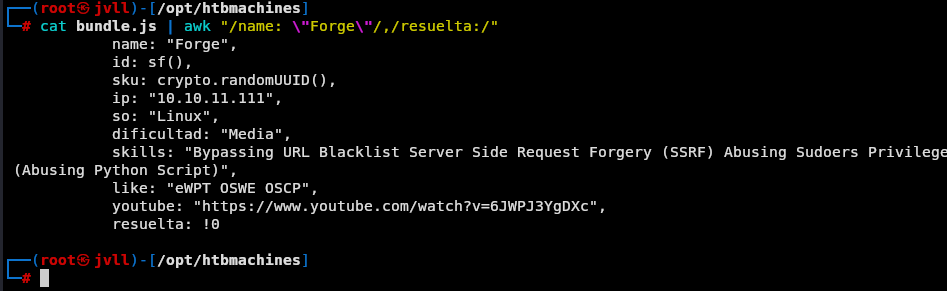 ┌──(root㉿jvll)-[/opt/htbmachines]
└─# cat bundle.js | awk "/name: \"Forge\"/,/resuelta:/"
name: "Forge",
id: sf(),
sku: crypto.randomUUID(),
ip: "10.10.11.111",
so: "Linux",
dificultad: "Media",
skills: "Bypassing URL Blacklist Server Side Request Forgery (SSRF) Abusing Sudoers Privilege
(Abusing Python Script)",
like: "eWPT OSWE OSCP",
youtube: "https://www.youtube.com/watch?v=6JWPJ3YgDXc",
resuelta: !0
┌──(root㉿jvll)-[/opt/htbmachines]
└─#